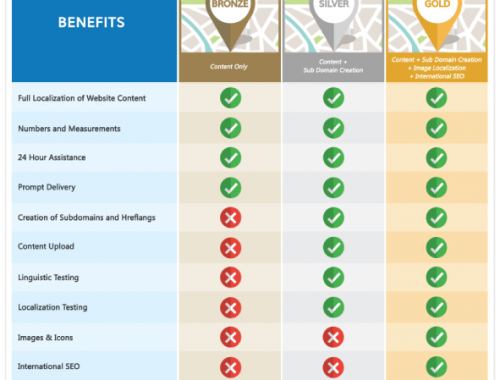 BENEFITS
BRONZE
SILVER
GOLD
Content Only
Content +
Sub Domain Creation
Content + Sub Domain Creation
+ Image Localization
+ International SEO
Full Localization of Website Content
Numbers and Measurements
24 Hour Assistance
Prompt Delivery
Creation of Subdomains and Hreflangs
Content Upload
Linguistic Testing
Localization Testing
Images & Icons
International SEO